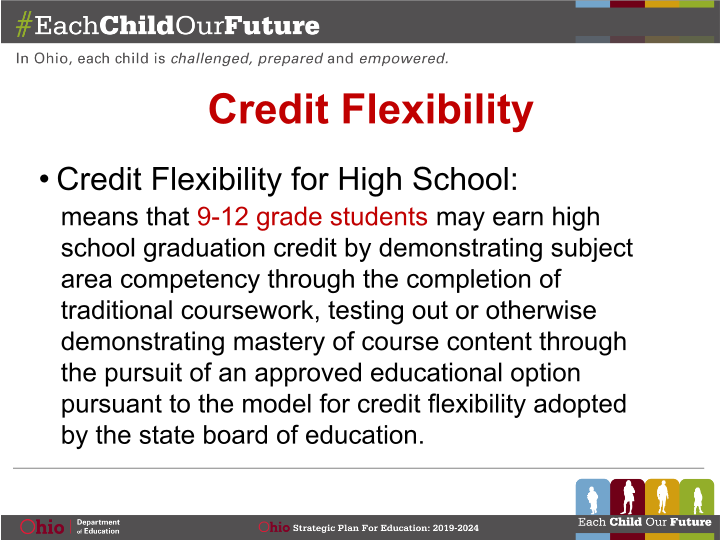 #EachChildOurFuture
In Ohio, each child is challenged, prepared and empowered.
Credit Flexibility
• Credit Flexibility for High School:
means that 9-12 grade students may earn high
school graduation credit by demonstrating subject
area competency through the completion of
traditional coursework, testing out or otherwise
demonstrating mastery of course content through
the pursuit of an approved educational option
pursuant to the model for credit flexibility adopted
by the state board of education.
Each Child Our Future
Ohio | Department
of Education
Ohio Strategic Plan For Education: 2019-2024